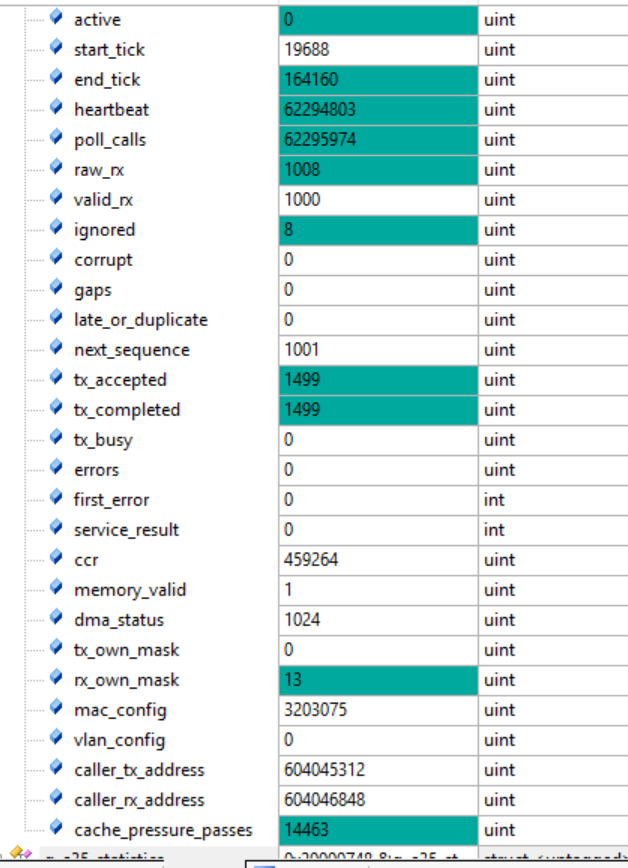 active 0 uint
start_tick 19688 uint
end_tick 164160 uint
heartbeat 62294803 uint
poll_calls 62295974 uint
raw_rx 1008 uint
valid_rx 1000 uint
ignored 8 uint
corrupt 0 uint
gaps 0 uint
late_or_duplicate 0 uint
next_sequence 1001 uint
tx_accepted 1499 uint
tx_completed 1499 uint
tx_busy 0 uint
errors 0 uint
first_error 0 int
service_result 0 int
ccr 459264 uint
memory_valid 1 uint
dma_status 1024 uint
tx_own_mask 0 uint
rx_own_mask 13 uint
mac_config 3203075 uint
vlan_config 0 uint
caller_tx_address 604045312 uint
caller_rx_address 604046848 uint
cache_pressure_passes 14463 uint